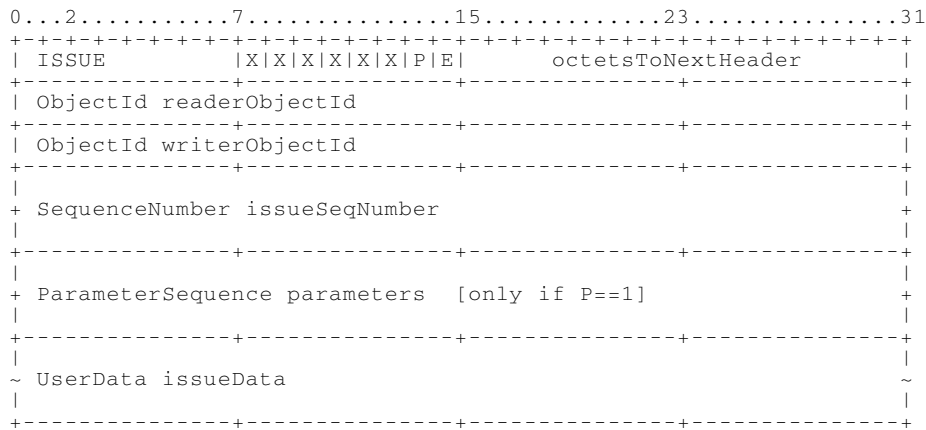 0...2...........7...............15.............23...............31
+-+-+-+-+-+-+-+-+-+-+-+-+-+-+-+-+-+-+-+-+-+-+-+-+-+-+-+-+-+-+-+-+
| ISSUE         |X|X|X|X|X|X|P|E|      octetsToNextHeader       |
+---------------+---------------+---------------+---------------+
| ObjectId readerObjectId                                       |
+---------------+---------------+---------------+---------------+
| ObjectId writerObjectId                                       |
+---------------+---------------+---------------+---------------+
|                                                               |
+ SequenceNumber issueSeqNumber                                 +
|                                                               |
+---------------+---------------+---------------+---------------+
|                                                               |
+ ParameterSequence parameters  [only if P==1]                  +
|                                                               |
+---------------+---------------+---------------+---------------+
|                                                               |
~ UserData issueData                                            ~
|                                                               |
+---------------+---------------+---------------+---------------+